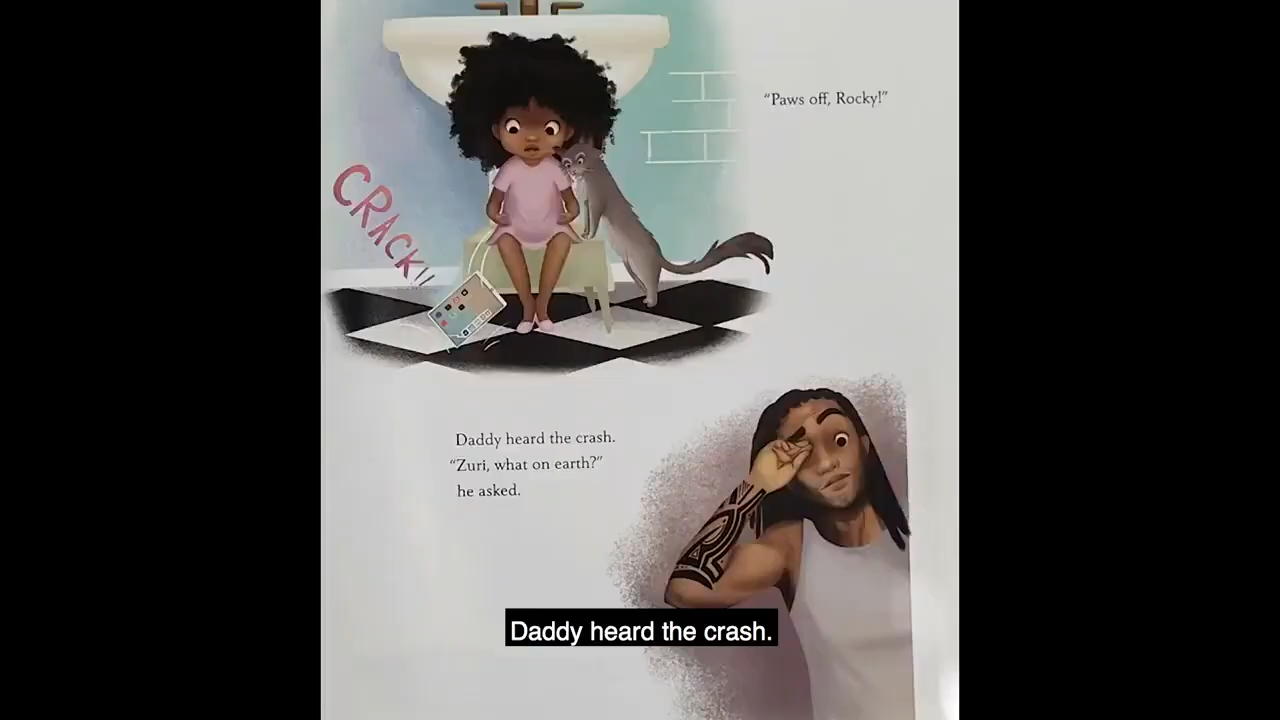 “Paws off, Rocky!”
CRACK!!
Daddy heard the crash.
“Zuri, what on earth?”
he asked.
Daddy heard the crash.